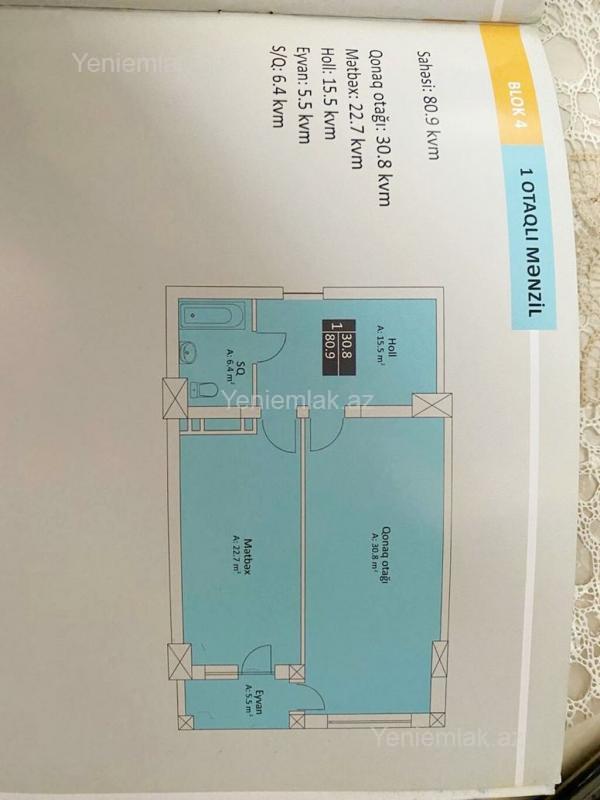 BLOK 4
1 OTAQLI MƏNZİL
Sahəsi: 80.9 kvm
Qonaq otağı: 30.8 kvm
Mətbəx: 22.7 kvm
Holl: 15.5 kvm
Eyvan: 5.5 kvm
S/Q: 6.4 kvm
Holl
A: 15.5 m²
30.8
1 80.9
SQ
A: 6.4 m²
Qonaq otağı
A: 30.8 m²
Mətbəx
A: 22.7 m²
Eyvan
A: 5.5 m²
Yeniemlak.az
Yeniemlak.az
Yeniemlak.az